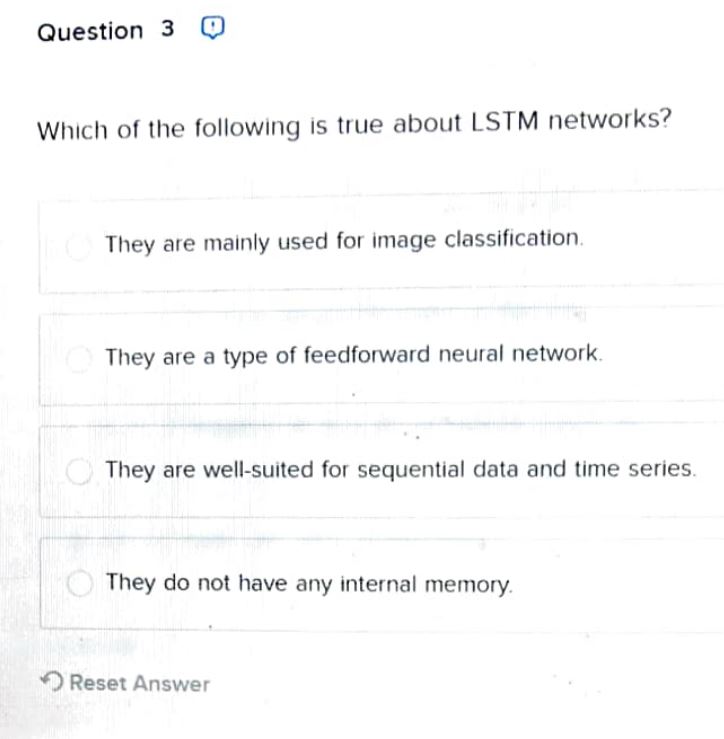 Question 3
Which of the following is true about LSTM networks?
They are mainly used for image classification.
They are a type of feedforward neural network.
They are well-suited for sequential data and time series.
They do not have any internal memory.
Reset Answer